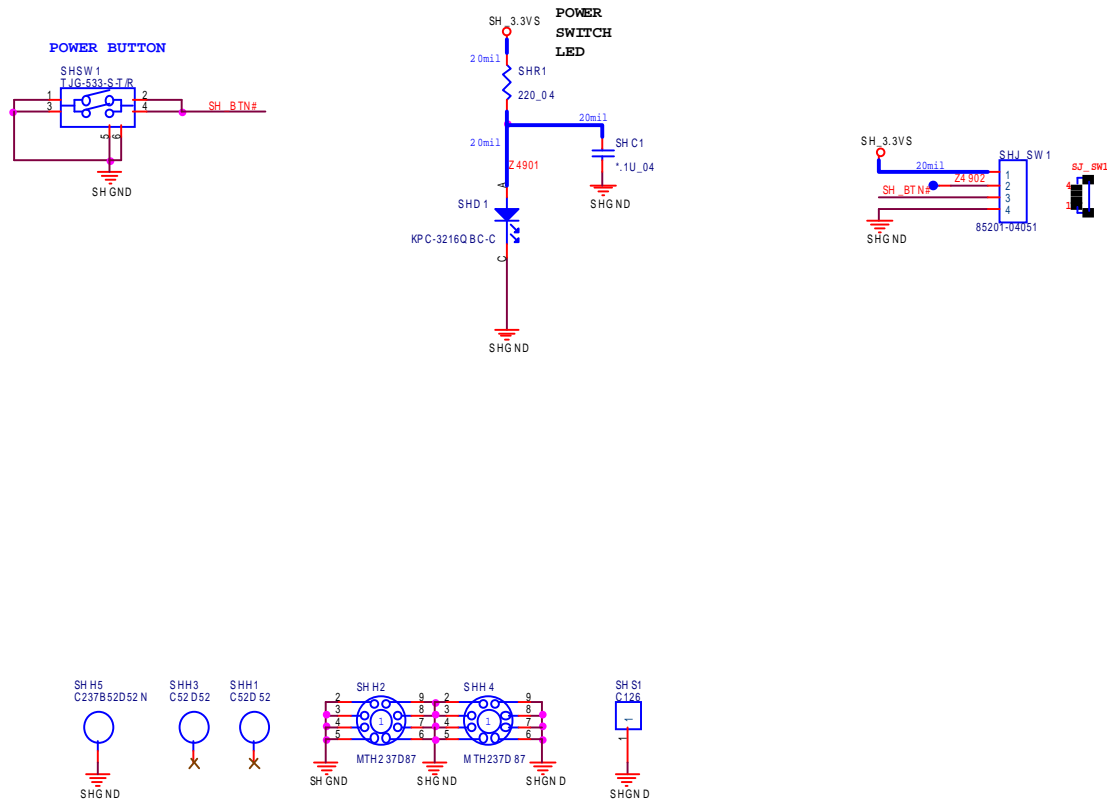 POWER BUTTON
SHSW1
TJG-533-S-T/R
1
3
2
4
5
6
SH_BTN#
SHGND
SH_3.3VS
POWER
SWITCH
LED
20mil
SHR1
220_04
20mil
20mil
SHC1
*.1U_04
SHGND
Z4901
A
SHD1
KPC-3216QBC-C
C
SHGND
SH_3.3VS
20mil
Z4902
SH_BTN#
SHJ_SW1
1
2
3
4
85201-04051
SHGND
SJ_SW1
4
1
SHH5
C237B52D52N
SHGND
SHH3
C52D52
SHH1
C52D52
SHH2
2
3
4
5
1
9
8
7
6
MTH237D87
SHGND
SHGND
SHH4
2
3
4
5
1
9
8
7
6
MTH237D87
SHGND
SHS1
C126
1
1
SHGND